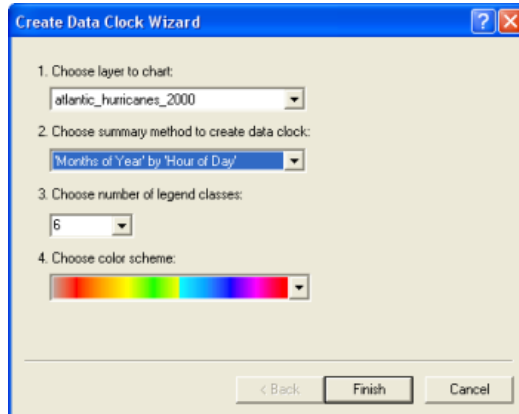 Create Data Clock Wizard
1. Choose layer to chart:
atlantic_hurricanes_2000
2. Choose summary method to create data clock:
'Months of Year' by 'Hour of Day'
3. Choose number of legend classes:
6
4. Choose color scheme:
< Back Finish Cancel